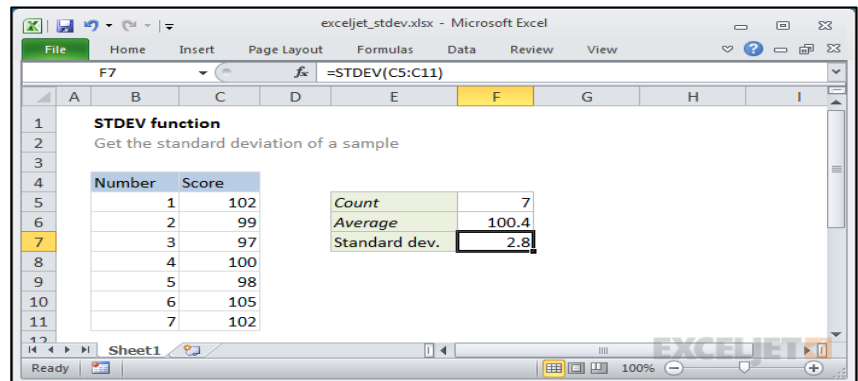 exceljet_stdev.xlsx - Microsoft Excel
File Home Insert Page Layout Formulas Data Review View
F7 fx =STDEV(C5:C11)
A B C D E F G H I
1 STDEV function
2 Get the standard deviation of a sample
3
4 Number Score
5 1 102 Count 7
6 2 99 Average 100.4
7 3 97 Standard dev. 2.8
8 4 100
9 5 98
10 6 105
11 7 102
12
Sheet1
EXCELJET
Ready 100%